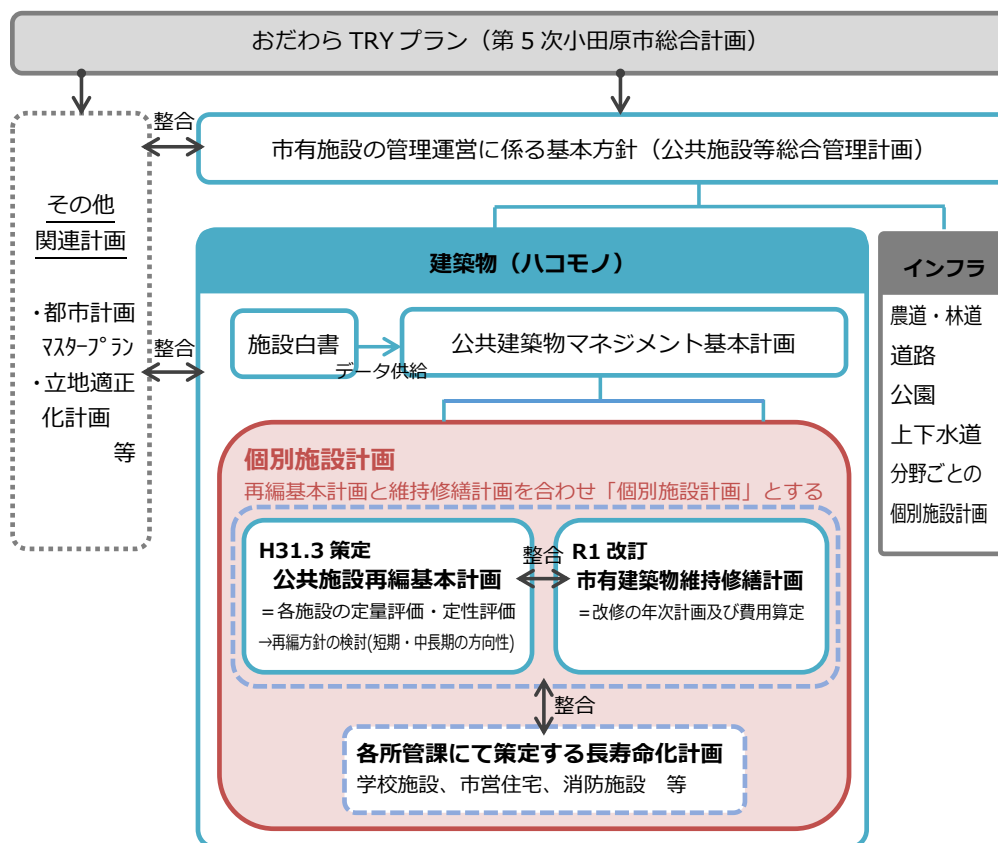 おだわら TRY プラン（第 5 次小田原市総合計画）
整合
市有施設の管理運営に係る基本方針（公共施設等総合管理計画）
その他
関連計画
・都市計画
ﾏｽﾀｰﾌﾟﾗﾝ
・立地適正
化計画
等
整合
建築物（ハコモノ）
施設白書
データ供給
公共建築物マネジメント基本計画
個別施設計画
再編基本計画と維持修繕計画を合わせ「個別施設計画」とする
H31.3 策定
公共施設再編基本計画
＝各施設の定量評価・定性評価
→再編方針の検討(短期・中長期の方向性)
整合
R1 改訂
市有建築物維持修繕計画
＝改修の年次計画及び費用算定
整合
各所管課にて策定する長寿命化計画
学校施設、市営住宅、消防施設　等
インフラ
農道・林道
道路
公園
上下水道
分野ごとの
個別施設計画